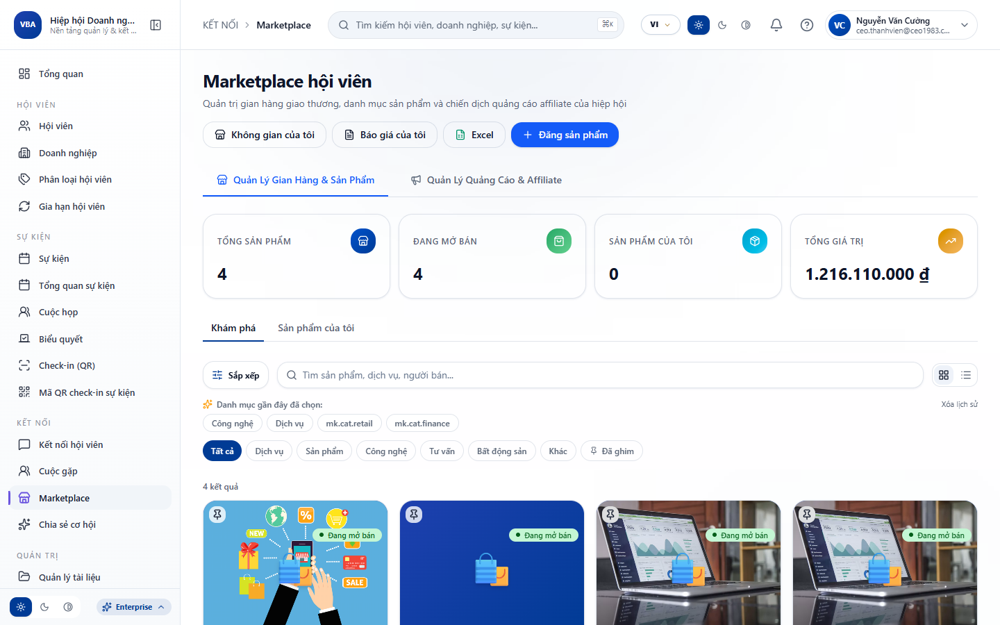 VBA
Hiệp hội Doanh ng...
Nền tảng quản lý & kết ...
KẾT NỐI > Marketplace
Tìm kiếm hội viên, doanh nghiệp, sự kiện...
⌘K
VI
VC
Nguyễn Văn Cường
ceo.thanhvien@ceo1983.c...
Tổng quan
HỘI VIÊN
Hội viên
Doanh nghiệp
Phân loại hội viên
Gia hạn hội viên
SỰ KIỆN
Sự kiện
Tổng quan sự kiện
Cuộc họp
Biểu quyết
Check-in (QR)
Mã QR check-in sự kiện
KẾT NỐI
Kết nối hội viên
Cuộc gặp
Marketplace
Chia sẻ cơ hội
QUẢN TRỊ
Quản lý tài liệu
Enterprise
Marketplace hội viên
Quản trị gian hàng giao thương, danh mục sản phẩm và chiến dịch quảng cáo affiliate của hiệp hội
Không gian của tôi
Báo giá của tôi
Excel
Đăng sản phẩm
Quản Lý Gian Hàng & Sản Phẩm
Quản Lý Quảng Cáo & Affiliate
TỔNG SẢN PHẨM
4
ĐANG MỞ BÁN
4
SẢN PHẨM CỦA TÔI
0
TỔNG GIÁ TRỊ
1.216.110.000 ₫
Khám phá
Sản phẩm của tôi
Sắp xếp
Tìm sản phẩm, dịch vụ, người bán...
Danh mục gần đây đã chọn:
Xóa lịch sử
Công nghệ
Dịch vụ
mk.cat.retail
mk.cat.finance
Tất cả
Dịch vụ
Sản phẩm
Công nghệ
Tư vấn
Bất động sản
Khác
Đã ghim
4 kết quả
%
NEW
Đang mở bán
SALE
Đang mở bán
Đang mở bán
Đang mở bán